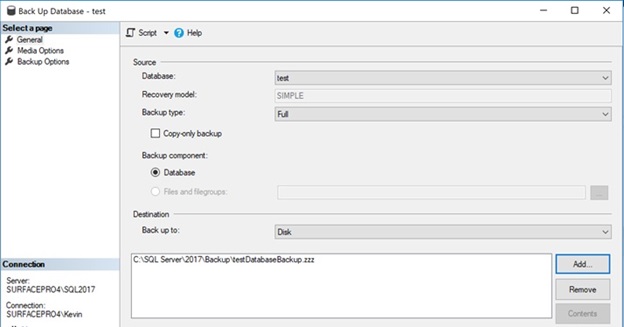 Back Up Database - test
Select a page
General
Media Options
Backup Options
Script Help
Source
Database: test
Recovery model: SIMPLE
Backup type: Full
Copy-only backup
Backup component:
Database
Files and filegroups: ...
Destination
Back up to: Disk
C:\SQL Server\2017\Backup\testDatabaseBackup.zzz
Add...
Remove
Contents
Connection
Server:
SURFACEPRO4\SQL2017
Connection:
SURFACEPRO4\Kevin